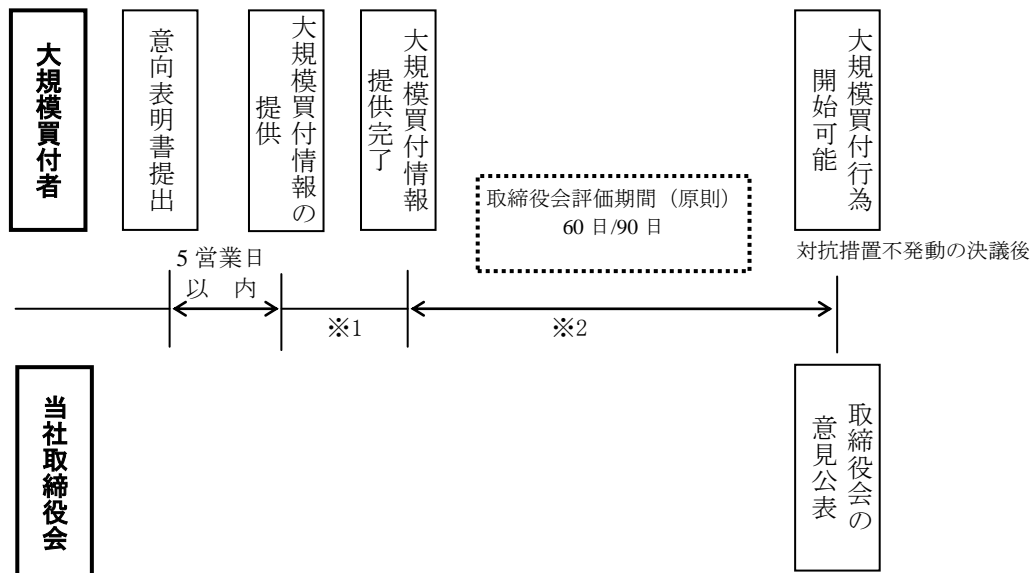 大規模買付者
意向表明書提出
大規模買付情報の
提供
大規模買付情報
提供完了
取締役会評価期間（原則）
60 日/90 日
大規模買付行為
開始可能
対抗措置不発動の決議後
5 営業日
以 内
※1
※2
当社取締役会
取締役会の
意見公表